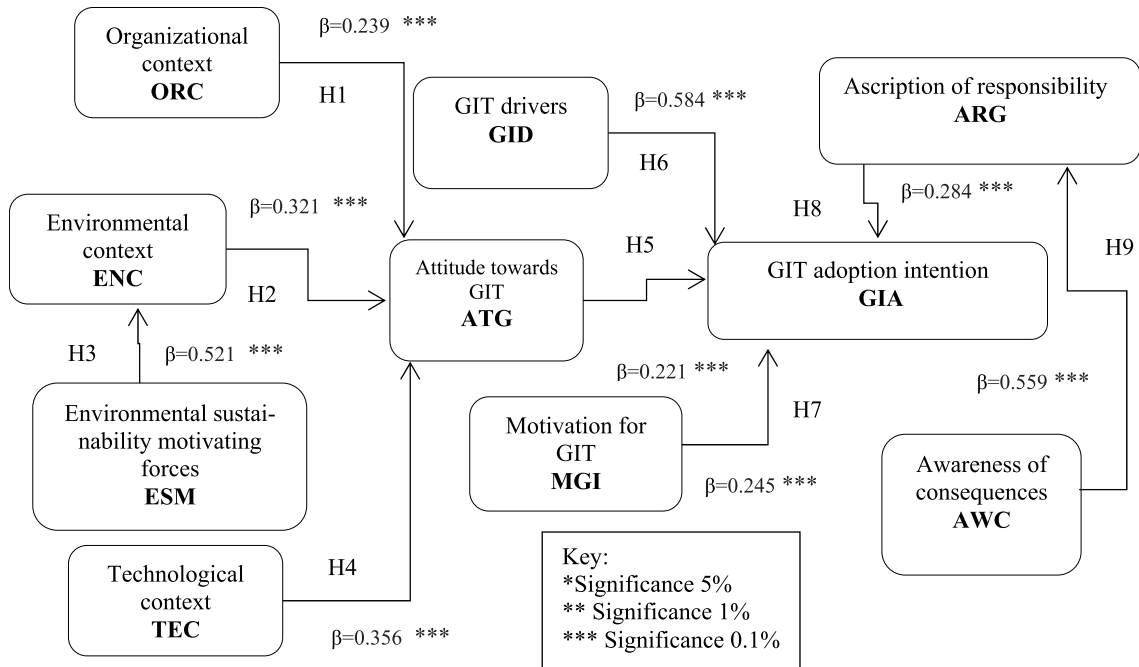 Organizational
context
ORC
β=0.239 ***
H1
GIT drivers
GID
β=0.584 ***
H6
Ascription of responsibility
ARG
β=0.284 ***
H8
H9
Environmental
context
ENC
β=0.321 ***
H2
Attitude towards
GIT
ATG
H5
GIT adoption intention
GIA
H3
β=0.521 ***
Environmental sustai-
nability motivating
forces
ESM
β=0.221 ***
H7
Motivation for
GIT
MGI
β=0.245 ***
β=0.559 ***
Awareness of
consequences
AWC
Technological
context
TEC
H4
β=0.356 ***
Key:
*Significance 5%
** Significance 1%
*** Significance 0.1%